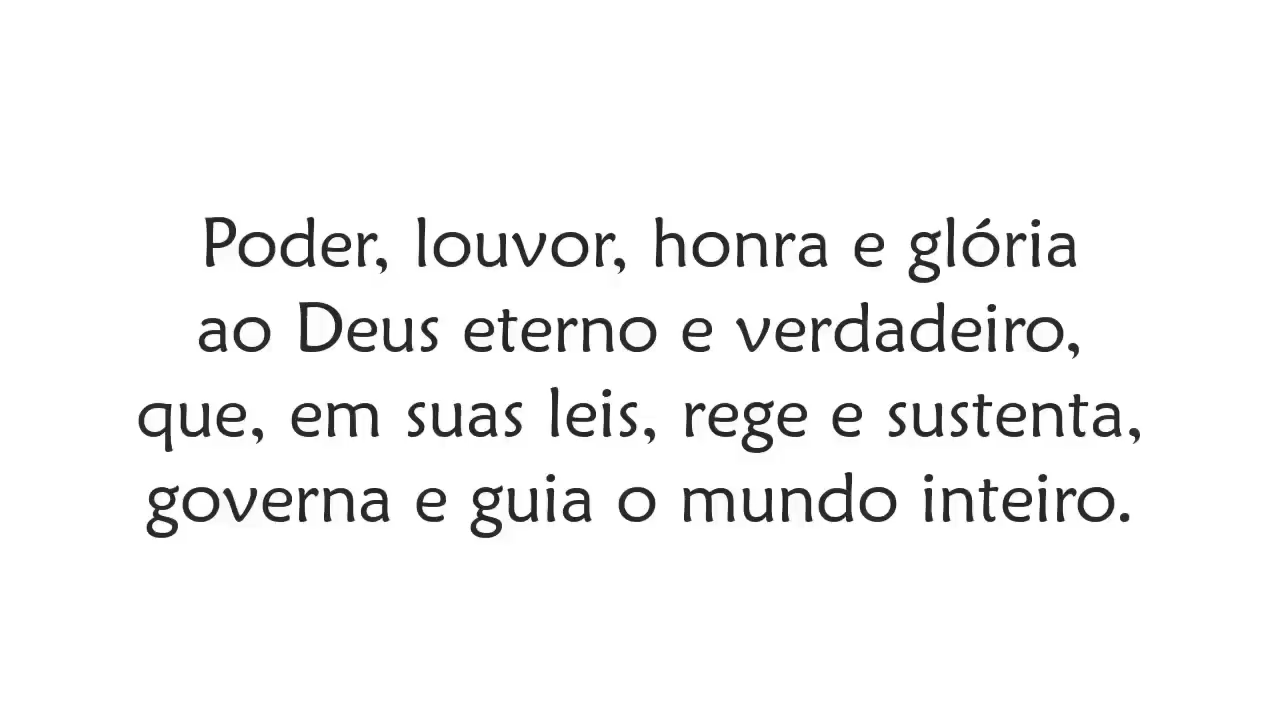 Poder, louvor, honra e glória
ao Deus eterno e verdadeiro,
que, em suas leis, rege e sustenta,
governa e guia o mundo inteiro.